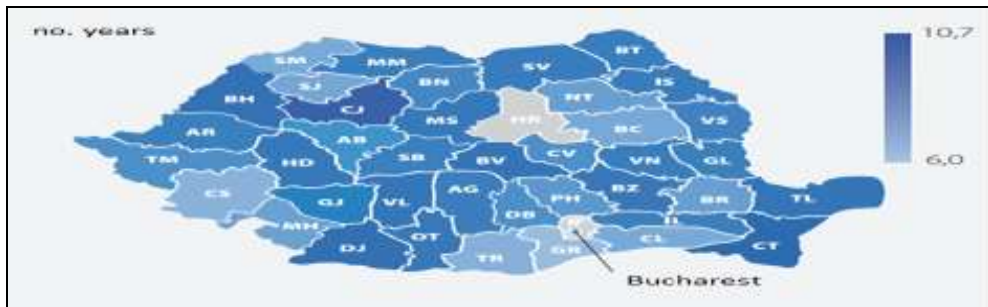 no. years
10,7
6,0
SM
MM
BT
SV
IS
BN
SJ
NT
BH
CJ
MS
HR
BC
VS
AR
AB
TM
HD
SB
BV
CV
VN
GL
CS
GJ
VL
AG
PH
BZ
BR
TL
MH
DB
IL
DJ
OT
TR
GR
CL
CT
Bucharest